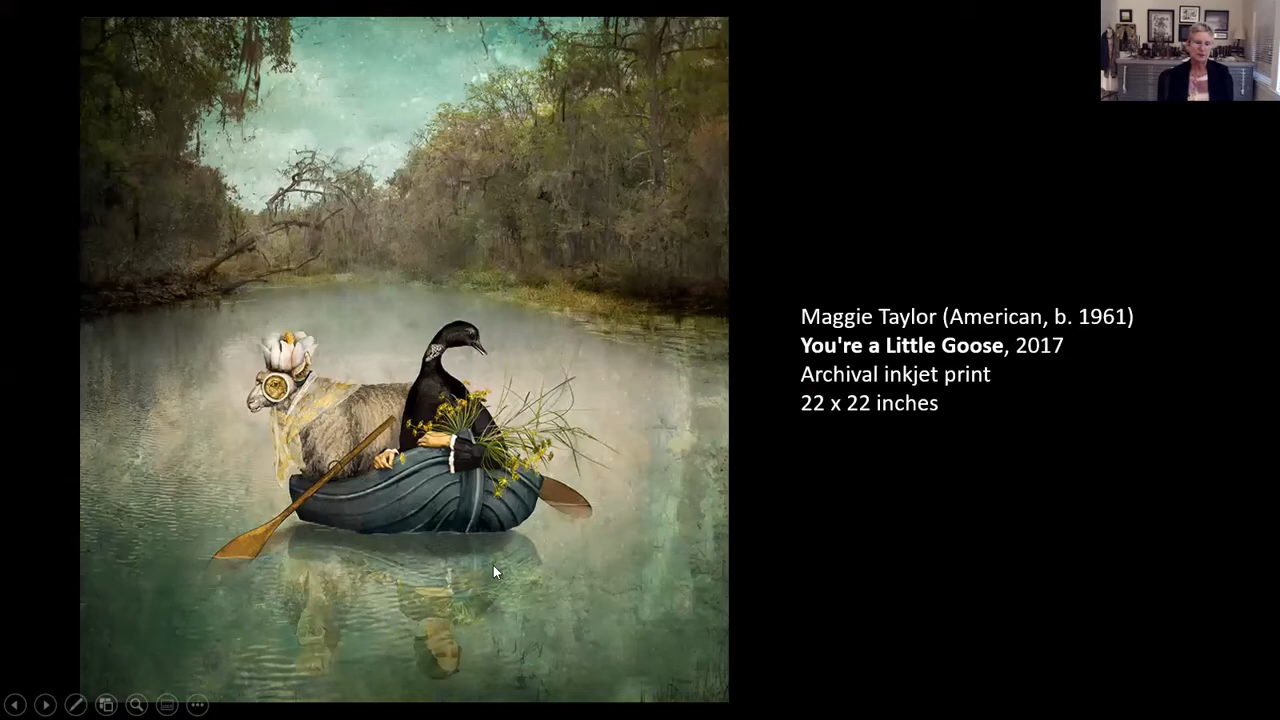 Maggie Taylor (American, b. 1961)
You're a Little Goose, 2017
Archival inkjet print
22 x 22 inches